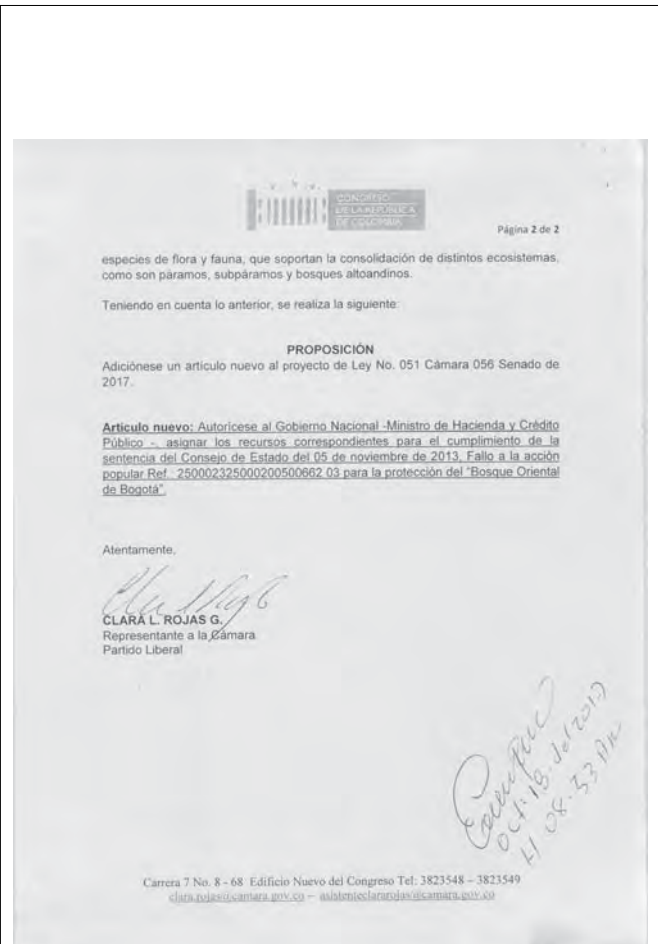 CONGRESO
DE LA REPÚBLICA
DE COLOMBIA
Página 2 de 2
especies de flora y fauna, que soportan la consolidación de distintos ecosistemas,
como son páramos, subpáramos y bosques altoandinos.
Teniendo en cuenta lo anterior, se realiza la siguiente:
PROPOSICIÓN
Adiciónese un artículo nuevo al proyecto de Ley No. 051 Cámara 056 Senado de
2017.
Artículo nuevo: Autorícese al Gobierno Nacional -Ministro de Hacienda y Crédito
Público -, asignar los recursos correspondientes para el cumplimiento de la
sentencia del Consejo de Estado del 05 de noviembre de 2013, Fallo a la acción
popular Ref. 250002325000200500662 03 para la protección del "Bosque Oriental
de Bogotá".
Atentamente,
CLARA L. ROJAS G.
Representante a la Cámara
Partido Liberal
Oct. 18. del 2017
H 08:33 AM
Carrera 7 No. 8 - 68 Edificio Nuevo del Congreso Tel: 3823548 – 3823549
clara.rojas@camara.gov.co – asistenteclararojas@camara.gov.co